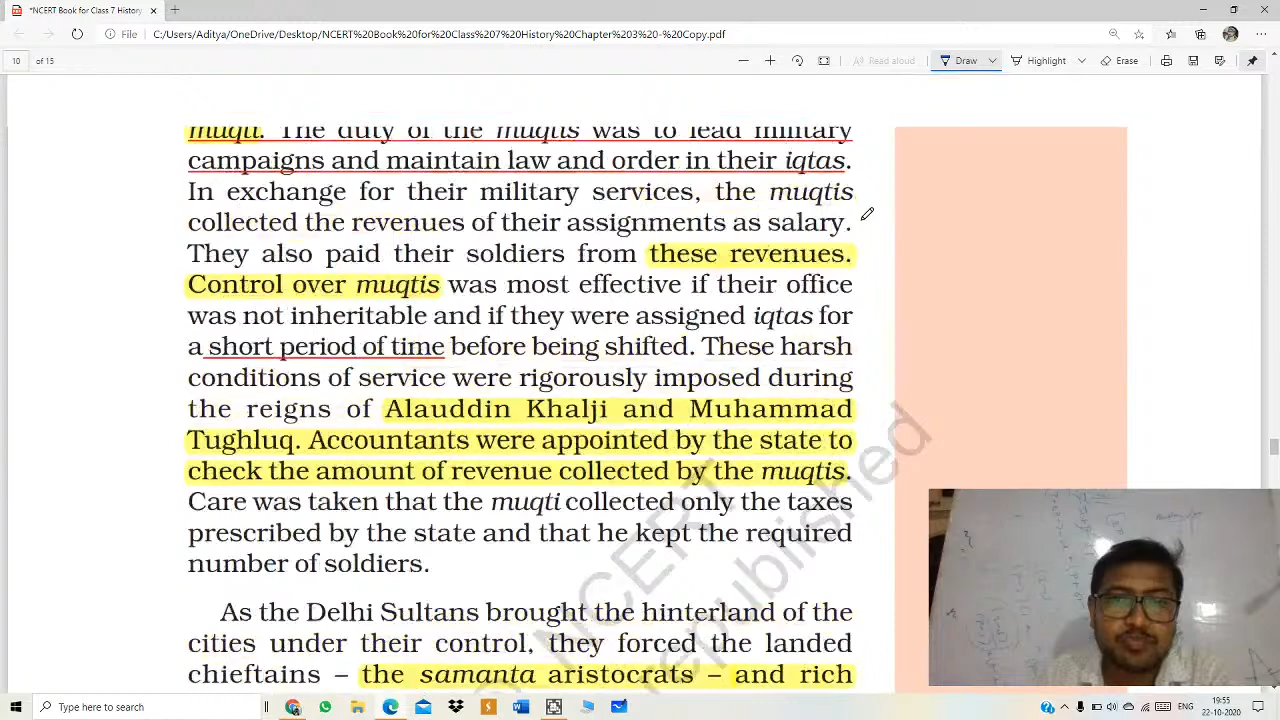 *NCERT Book for Class 7 History
File
C:/Users/Aditya/OneDrive/Desktop/NCERT%20Book%20for%20Class%207%20History%20Chapter%203%20-%20Copy.pdf
10 of 15
Read aloud
Draw
Highlight
Erase
muqti. The duty of the muqtis was to lead military
campaigns and maintain law and order in their iqtas.
In exchange for their military services, the muqtis
collected the revenues of their assignments as salary.
They also paid their soldiers from these revenues.
Control over muqtis was most effective if their office
was not inheritable and if they were assigned iqtas for
a short period of time before being shifted. These harsh
conditions of service were rigorously imposed during
the reigns of Alauddin Khalji and Muhammad
Tughluq. Accountants were appointed by the state to
check the amount of revenue collected by the muqtis.
Care was taken that the muqti collected only the taxes
prescribed by the state and that he kept the required
number of soldiers.
As the Delhi Sultans brought the hinterland of the
cities under their control, they forced the landed
chieftains – the samanta aristocrats – and rich
© NCERT
republished
Type here to search
19:55
22-10-2020